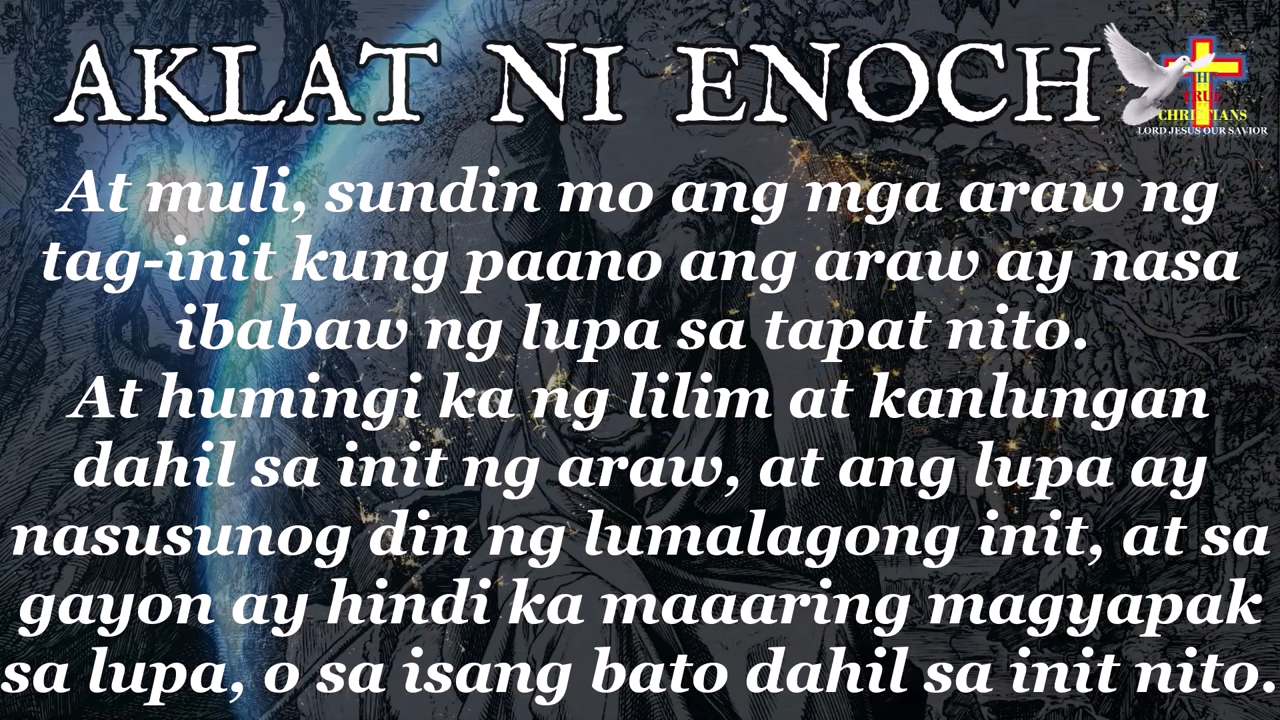 AKLAT NI ENOCH
TRUE
CHRISTIANS
LORD JESUS OUR SAVIOR
At muli, sundin mo ang mga araw ng
tag-init kung paano ang araw ay nasa
ibabaw ng lupa sa tapat nito.
At humingi ka ng lilim at kanlungan
dahil sa init ng araw, at ang lupa ay
nasusunog din ng lumalagong init, at sa
gayon ay hindi ka maaaring magyapak
sa lupa, o sa isang bato dahil sa init nito.